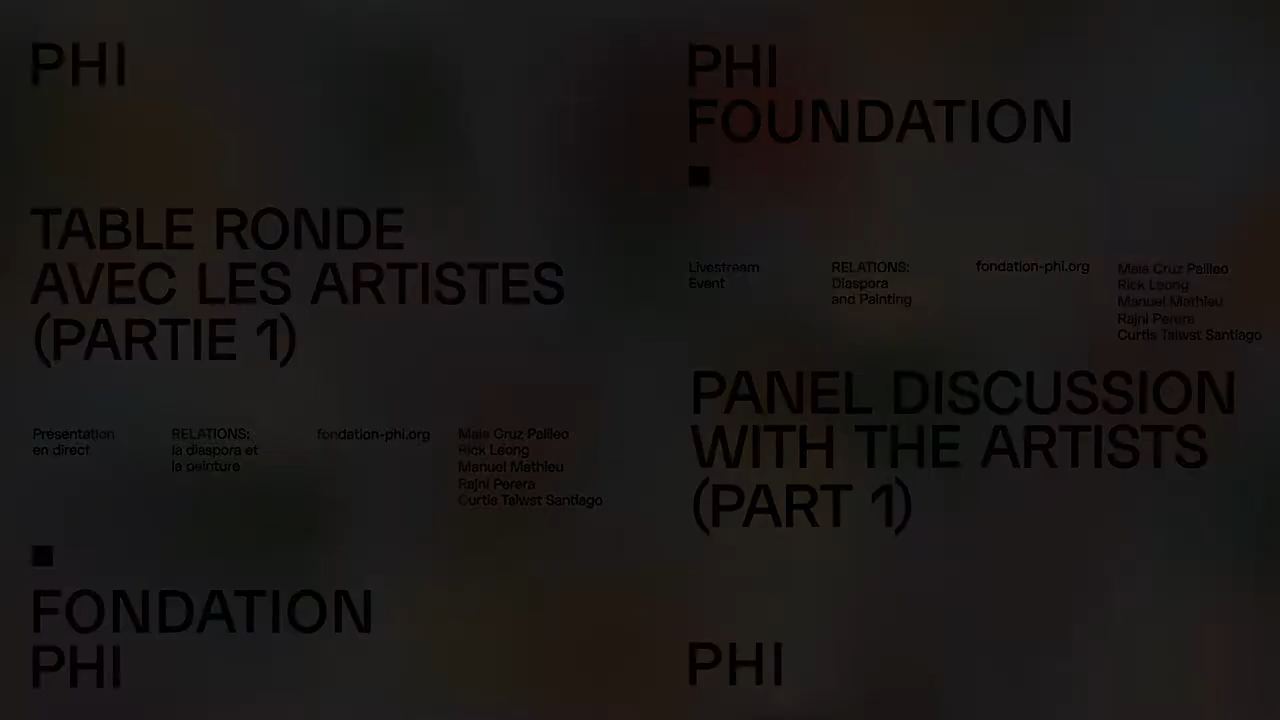 PHI
TABLE RONDE
AVEC LES ARTISTES
(PARTIE 1)
Présentation
en direct
RELATIONS:
la diaspora et
la peinture
fondation-phi.org
Maia Cruz Palileo
Rick Leong
Manuel Mathieu
Rajni Perera
Curtis Talwst Santiago
FONDATION
PHI
PHI
FOUNDATION
Livestream
Event
RELATIONS:
Diaspora
and Painting
fondation-phi.org
Maia Cruz Palileo
Rick Leong
Manuel Mathieu
Rajni Perera
Curtis Talwst Santiago
PANEL DISCUSSION
WITH THE ARTISTS
(PART 1)
PHI